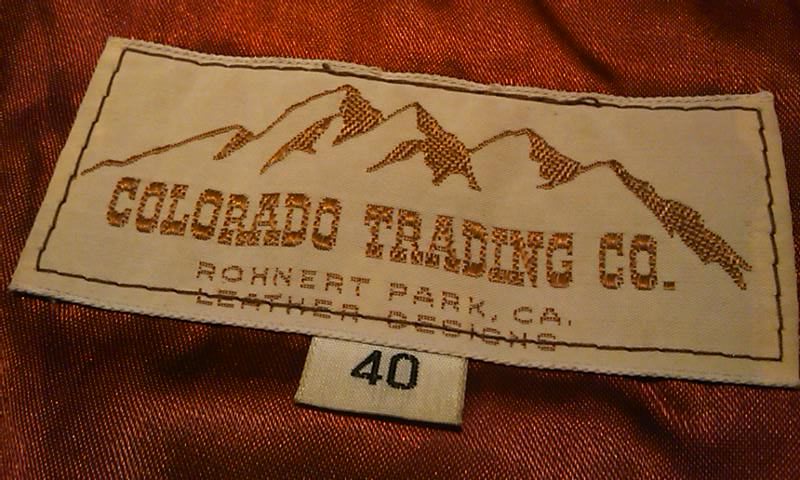 COLORADO TRADING CO.
ROHNERT PARK, CA.
LEATHER DESIGNS
40